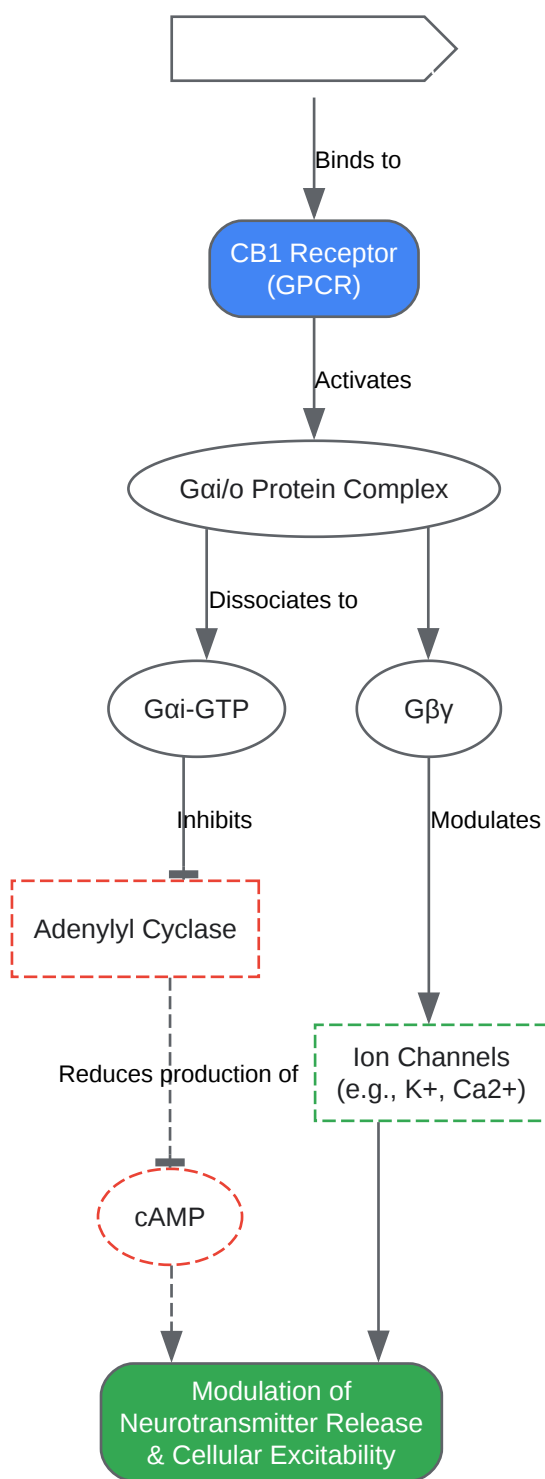 Binds to
CB1 Receptor
(GPCR)
Activates
Gαi/o Protein Complex
Dissociates to
Gαi-GTP
Gβγ
Inhibits
Modulates
Adenylyl Cyclase
Ion Channels
(e.g., K+, Ca2+)
Reduces production of
cAMP
Modulation of
Neurotransmitter Release
& Cellular Excitability